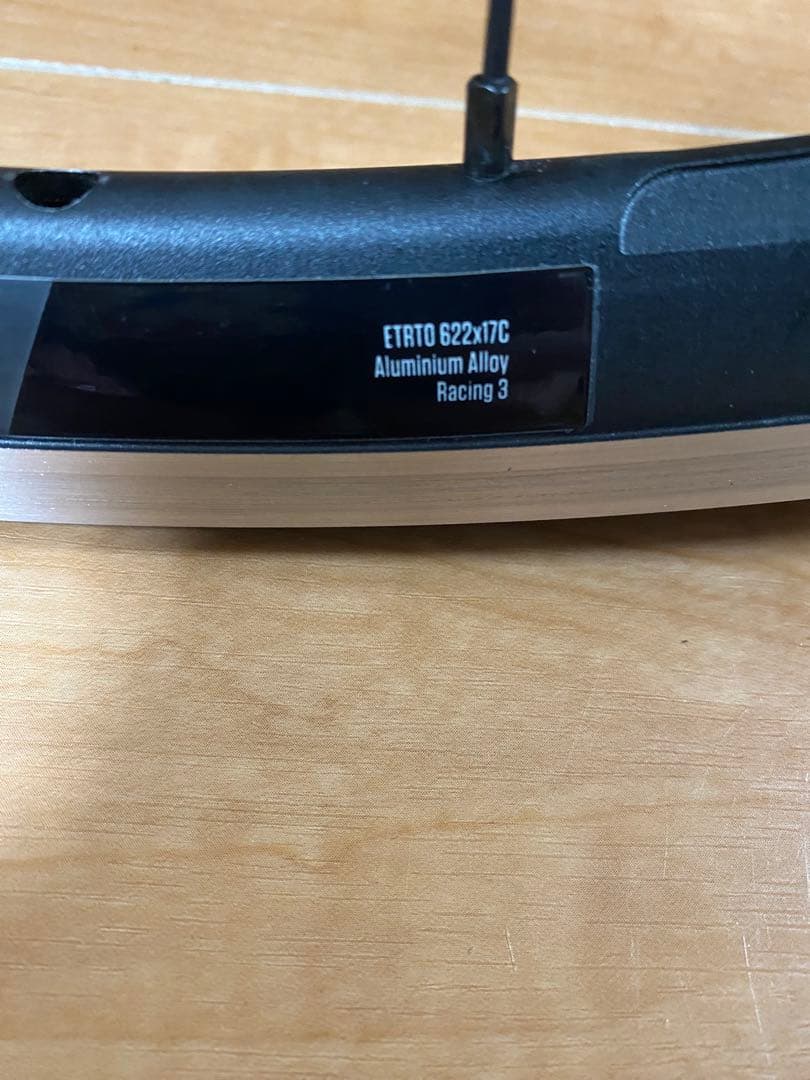 ETRTO 622x17C
Aluminium Alloy
Racing 3